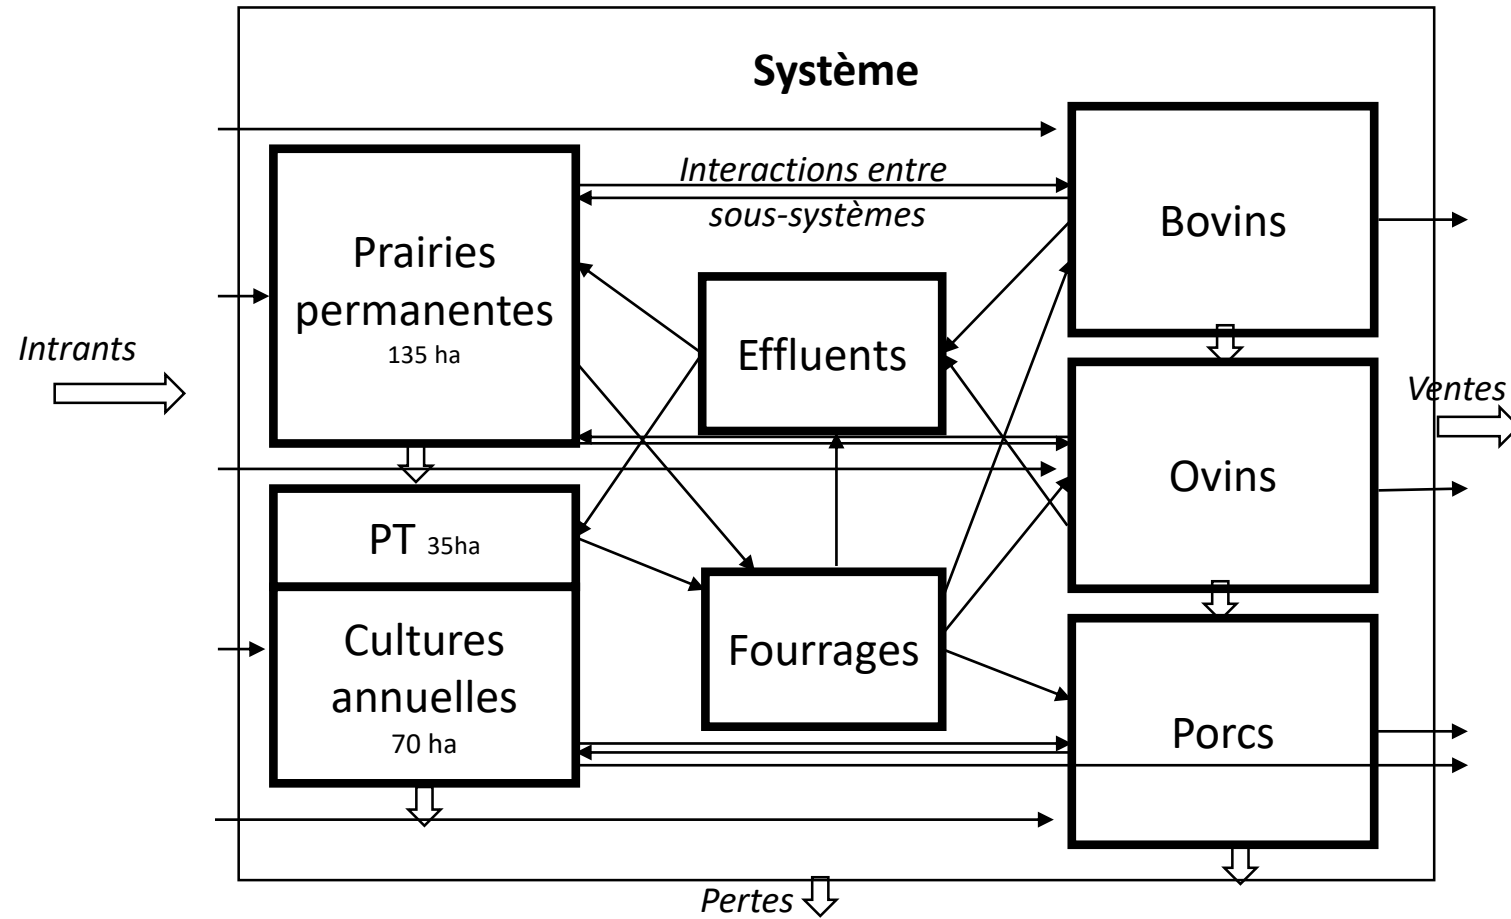 Système
Interactions entre
sous-systèmes
Bovins
Prairies
permanentes
135 ha
Effluents
Intrants
Ventes
Ovins
PT 35ha
Cultures
annuelles
70 ha
Fourrages
Porcs
Pertes